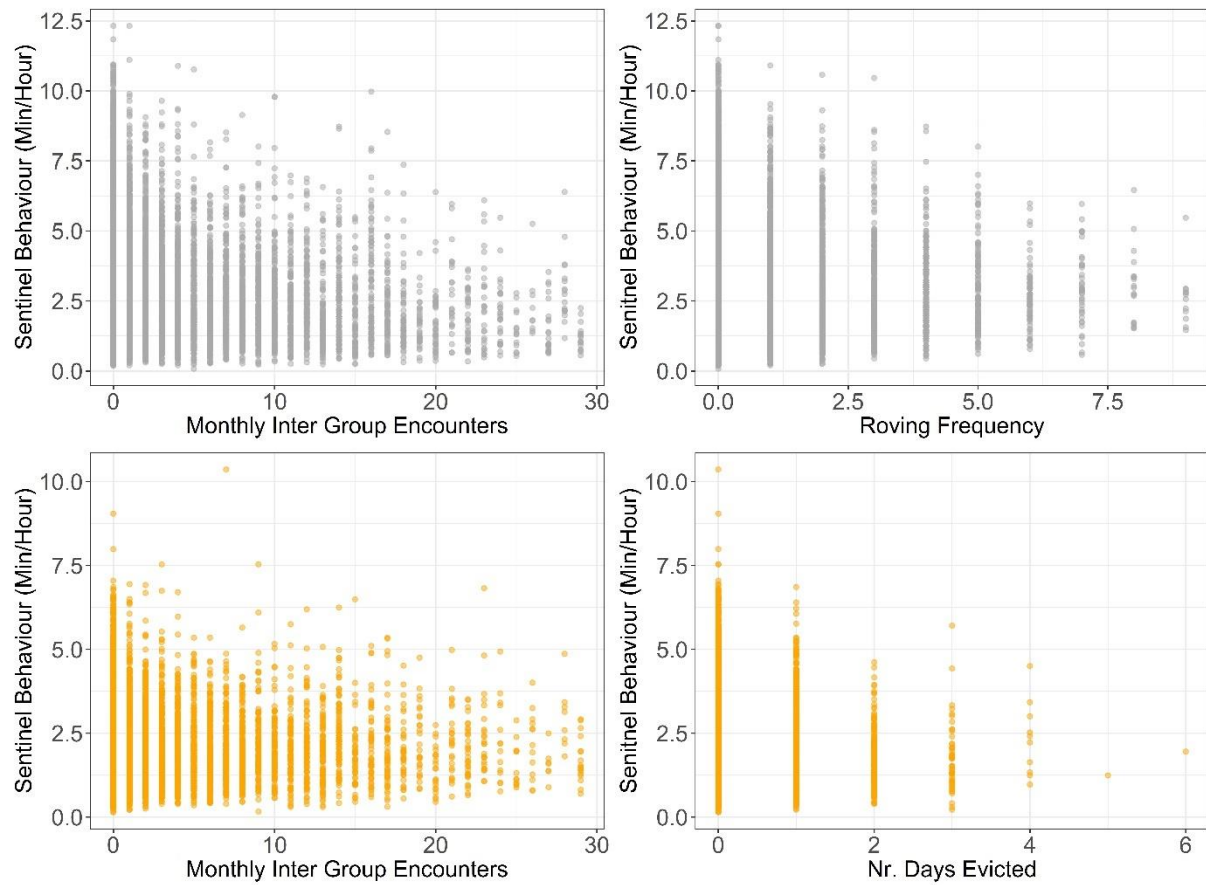 Sentinel Behaviour (Min/Hour)
12.5
10.0
7.5
5.0
2.5
0.0
0 10 20 30
Monthly Inter Group Encounters
Senitnel Behaviour (Min/Hour)
12.5
10.0
7.5
5.0
2.5
0.0
0.0 2.5 5.0 7.5
Roving Frequency
Sentinel Behaviour (Min/Hour)
10.0
7.5
5.0
2.5
0.0
0 10 20 30
Monthly Inter Group Encounters
Senitnel Behaviour (Min/Hour)
10.0
7.5
5.0
2.5
0.0
0 2 4 6
Nr. Days Evicted